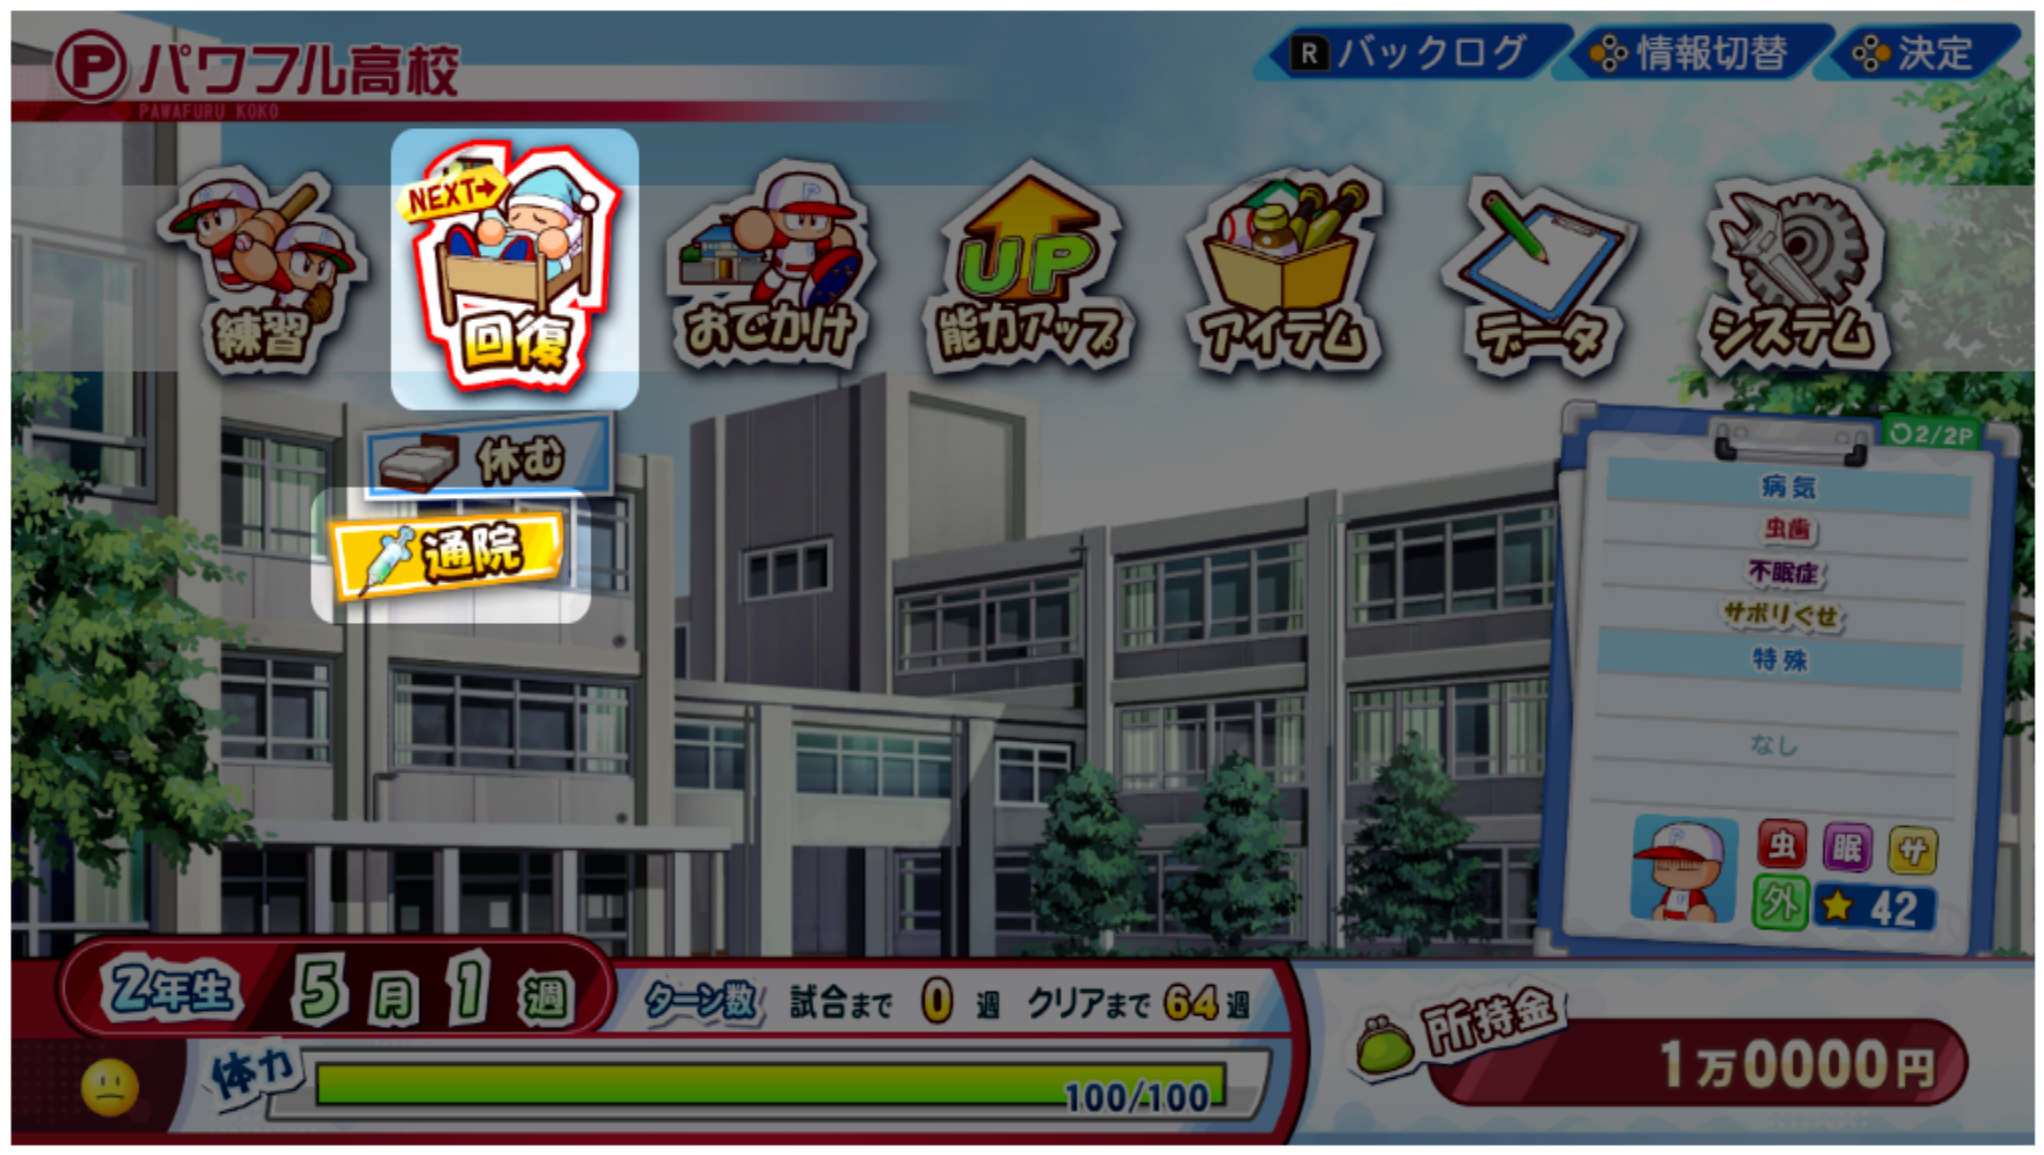 P パワフル高校
PAWAFURU KOKO
R バックログ 情報切替 決定
NEXT
練習 回復 おでかけ 能力アップ アイテム データ システム
UP
休む
通院
2/2P
病気
虫歯
不眠症
サボりぐせ
特殊
なし
虫 眠 サ
外 42
2年生 5月1週
ターン数 試合まで 0 週 クリアまで 64 週
体力 100/100
所持金
1万0000円